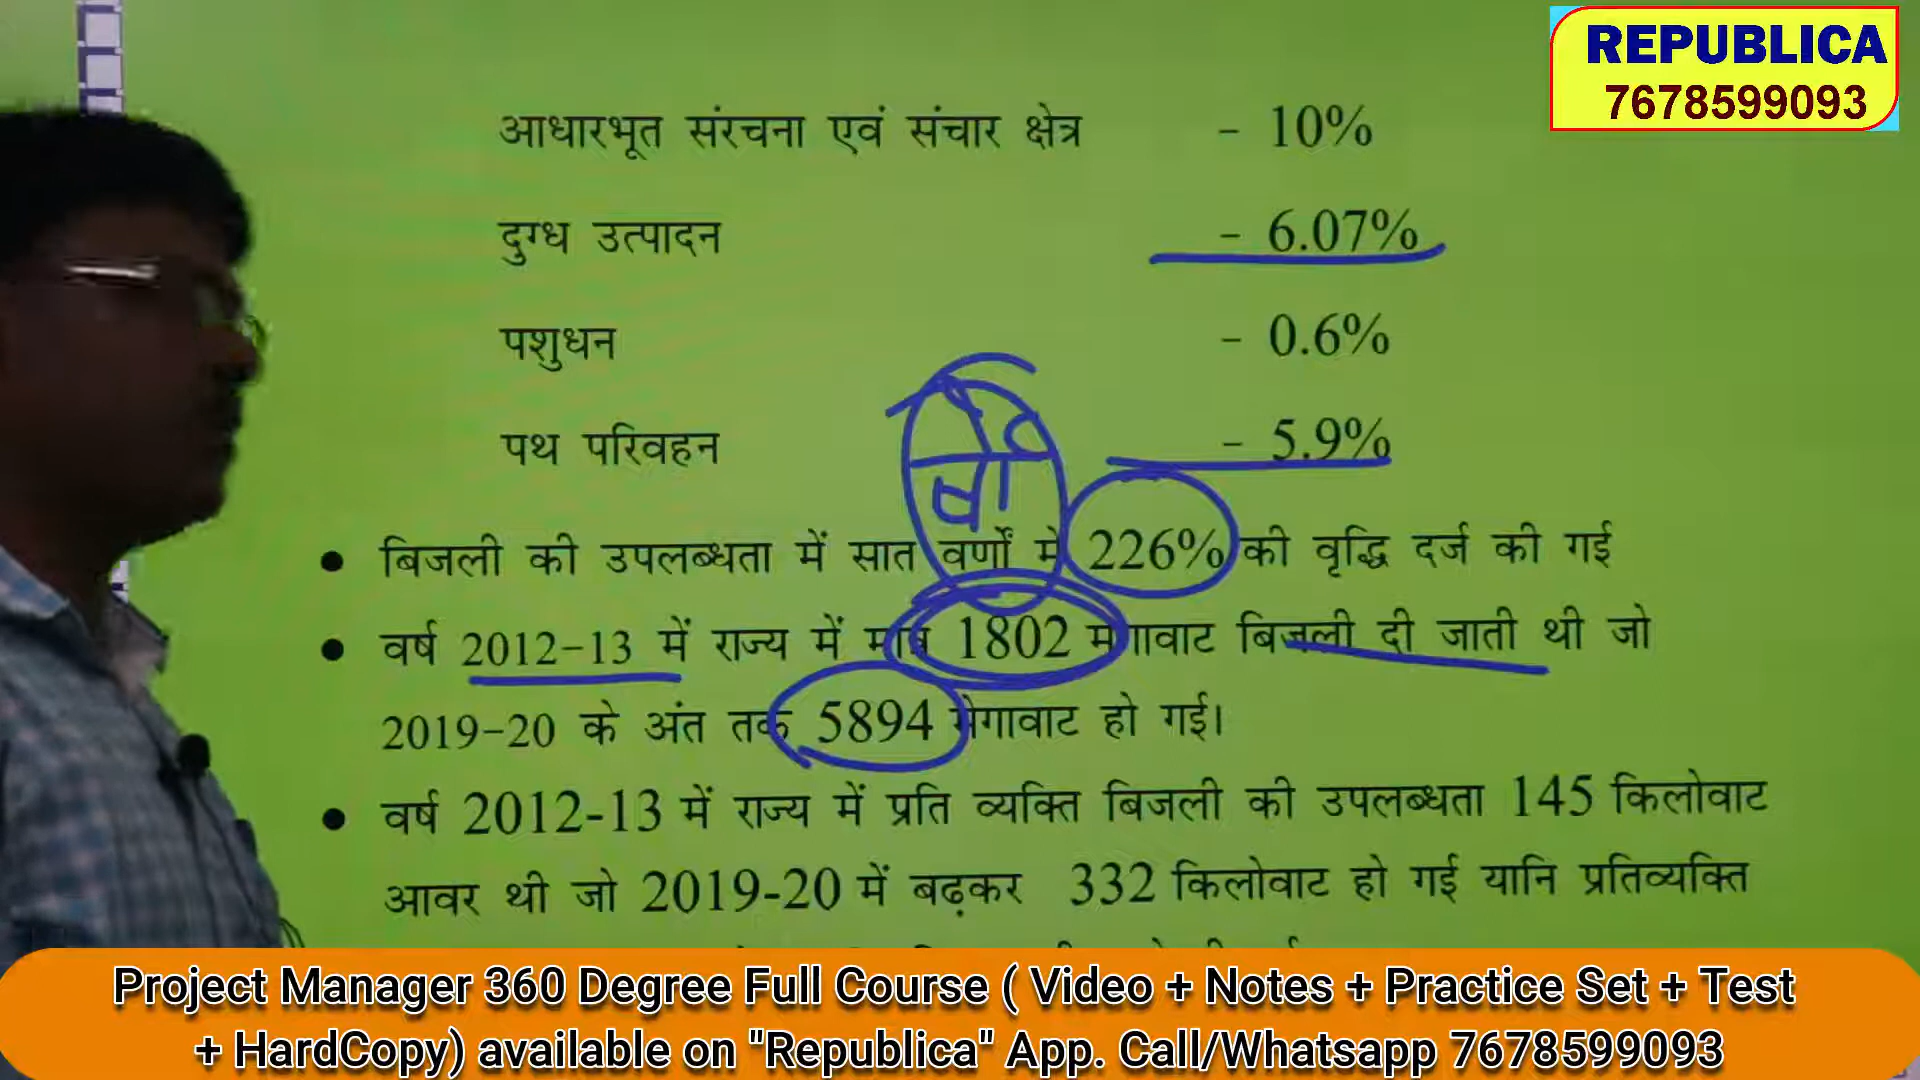 REPUBLICA
7678599093
आधारभूत संरचना एवं संचार क्षेत्र - 10%
दुग्ध उत्पादन - 6.07%
पशुधन - 0.6%
पथ परिवहन - 5.9%
• बिजली की उपलब्धता में सात वर्णों में 226% की वृद्धि दर्ज की गई
• वर्ष 2012-13 में राज्य में मात्र 1802 मेगावाट बिजली दी जाती थी जो
2019-20 के अंत तक 5894 मेगावाट हो गई।
• वर्ष 2012-13 में राज्य में प्रति व्यक्ति बिजली की उपलब्धता 145 किलोवाट
आवर थी जो 2019-20 में बढ़कर 332 किलोवाट हो गई यानि प्रतिव्यक्ति
Project Manager 360 Degree Full Course ( Video + Notes + Practice Set + Test
+ HardCopy) available on "Republica" App. Call/Whatsapp 7678599093